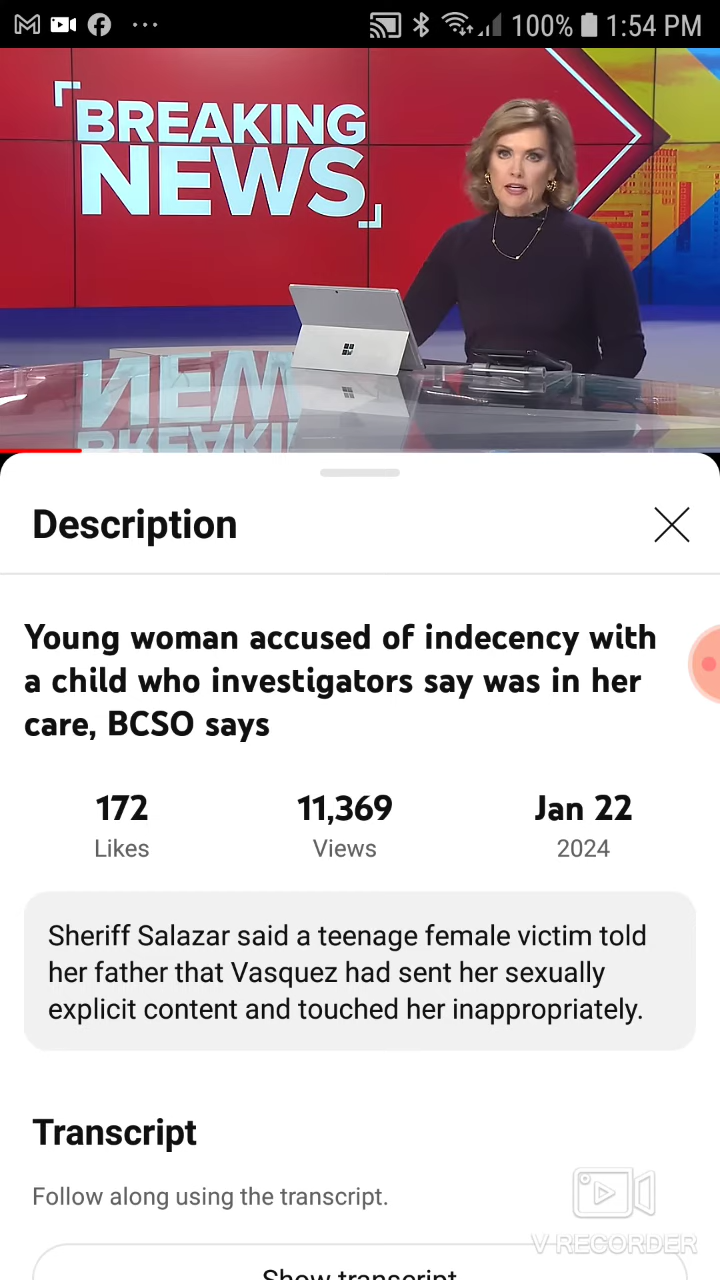 100% 1:54 PM
BREAKING
NEWS
Description
Young woman accused of indecency with
a child who investigators say was in her
care, BCSO says
172 11,369 Jan 22
Likes Views 2024
Sheriff Salazar said a teenage female victim told
her father that Vasquez had sent her sexually
explicit content and touched her inappropriately.
Transcript
Follow along using the transcript.
V RECORDER
Show transcript